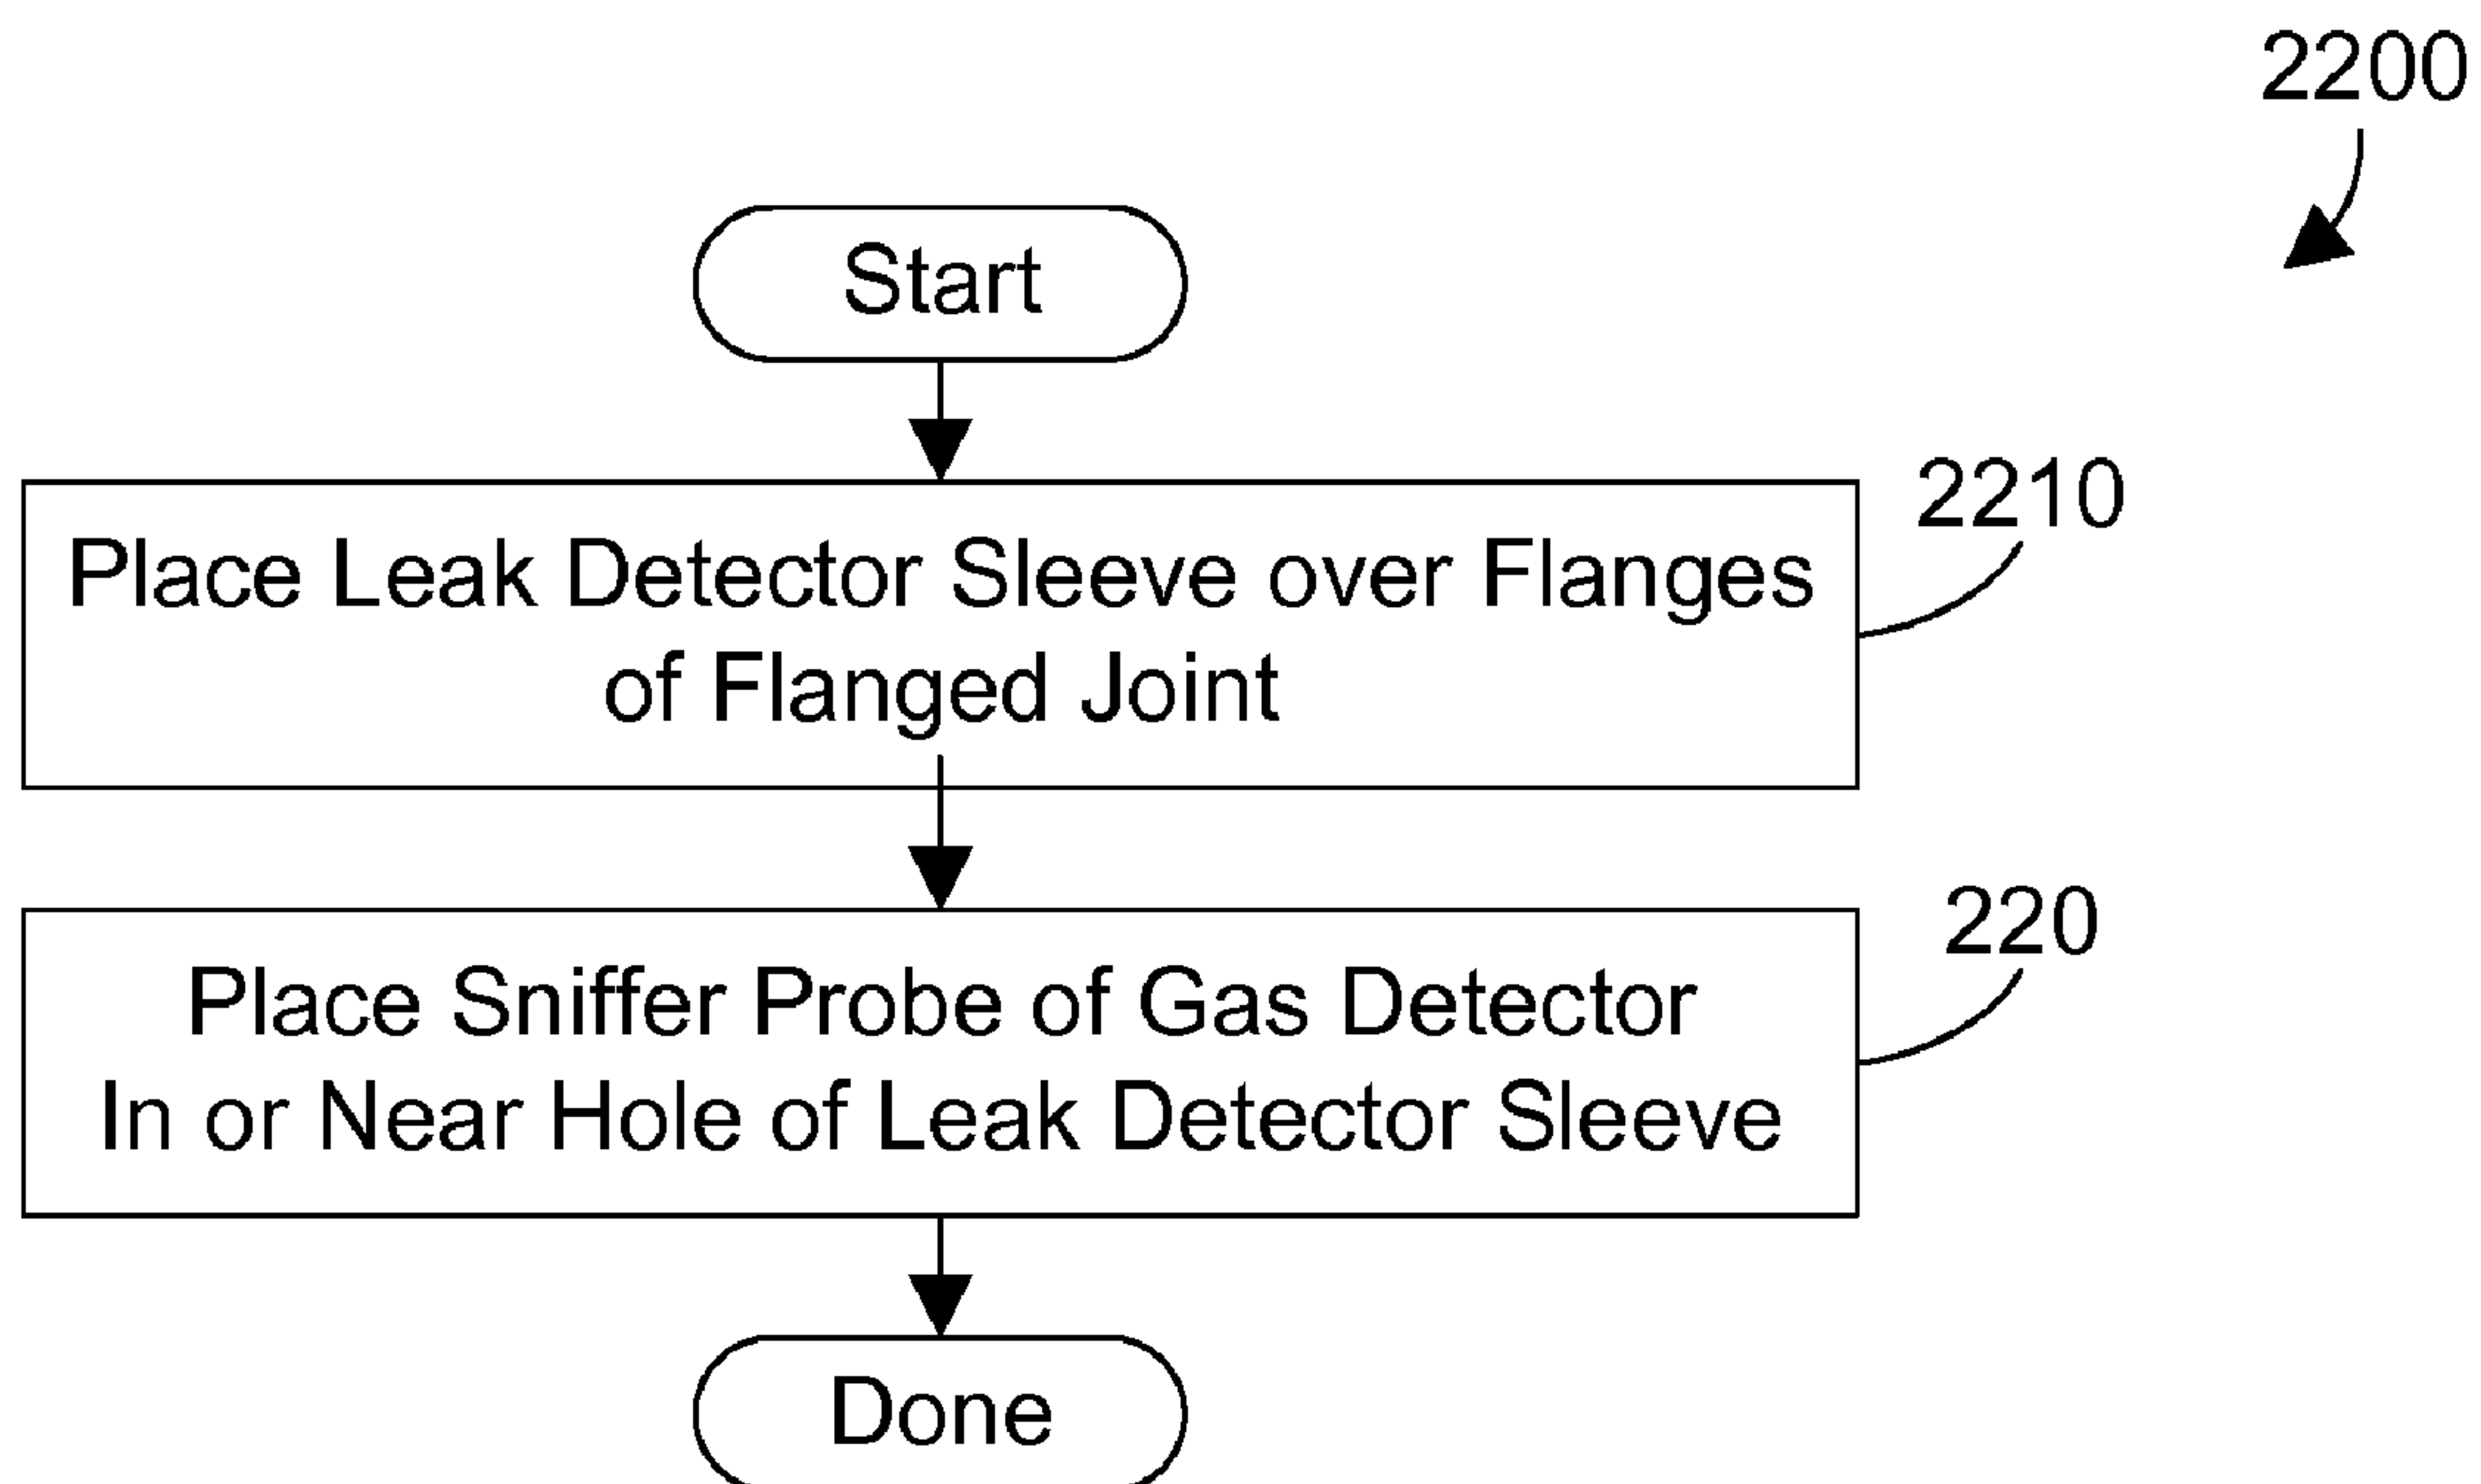 2200
Start
2210
Place Leak Detector Sleeve over Flanges
of Flanged Joint
220
Place Sniffer Probe of Gas Detector
In or Near Hole of Leak Detector Sleeve
Done